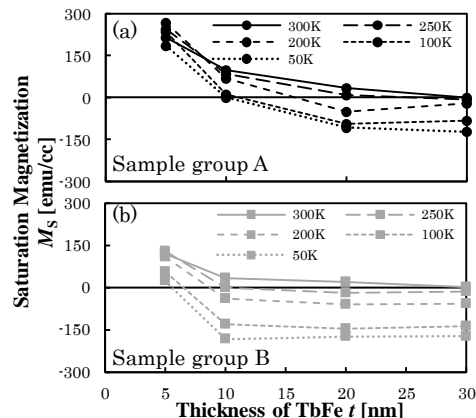 Saturation Magnetization
Ms [emu/cc]
300
150
0
-150
-300
(a)
300K
250K
200K
100K
50K
Sample group A
300
150
0
-150
-300
(b)
300K
250K
200K
100K
50K
Sample group B
0
5
10
15
20
25
30
Thickness of TbFe t [nm]